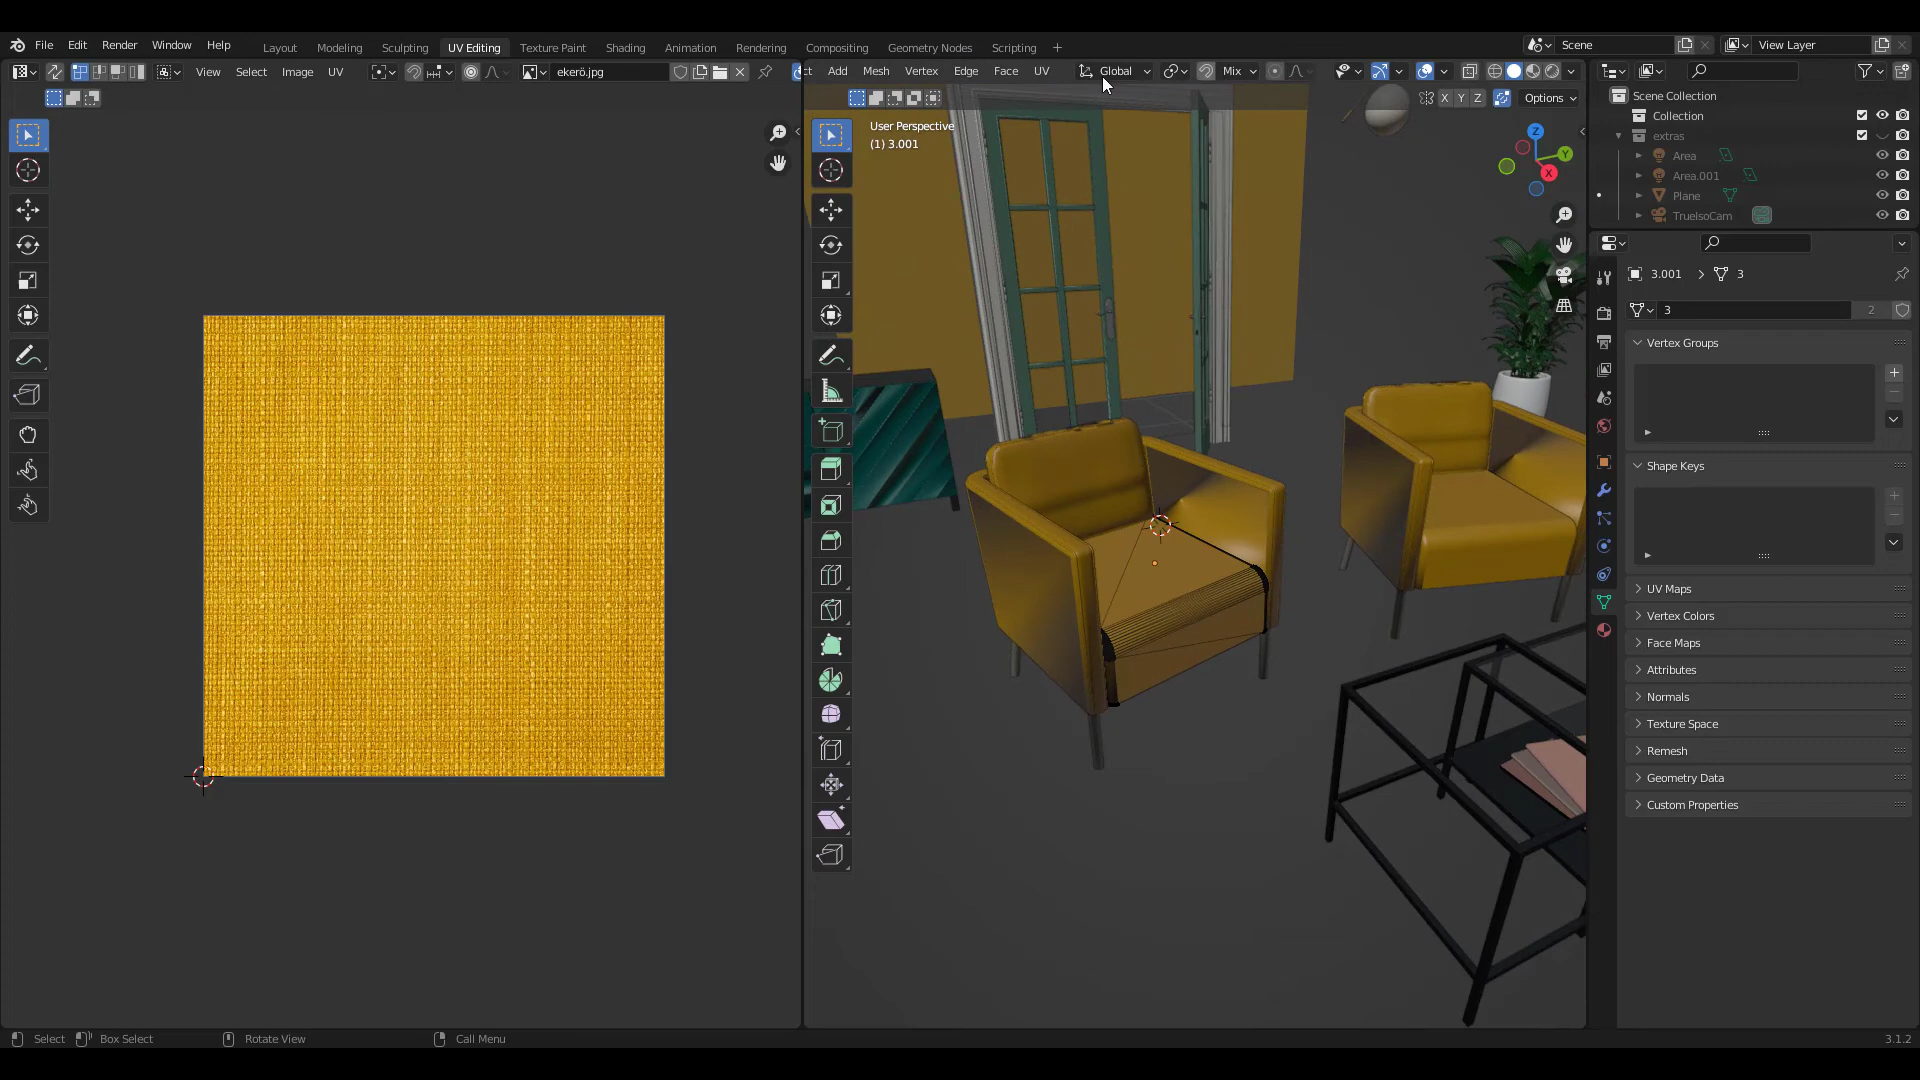 File Edit Render Window Help
Layout Modeling Sculpting UV Editing Texture Paint Shading Animation Rendering Compositing Geometry Nodes Scripting +
Scene
View Layer
View Select Image UV
ekerö.jpg
ct Add Mesh Vertex Edge Face UV
Global
Mix
X Y Z
Options
User Perspective
(1) 3.001
Z
Y
X
Scene Collection
Collection
extras
Area
Area.001
Plane
TrueIsoCam
3.001 > 3
3 2
Vertex Groups
Shape Keys
UV Maps
Vertex Colors
Face Maps
Attributes
Normals
Texture Space
Remesh
Geometry Data
Custom Properties
Select Box Select Rotate View Call Menu
3.1.2